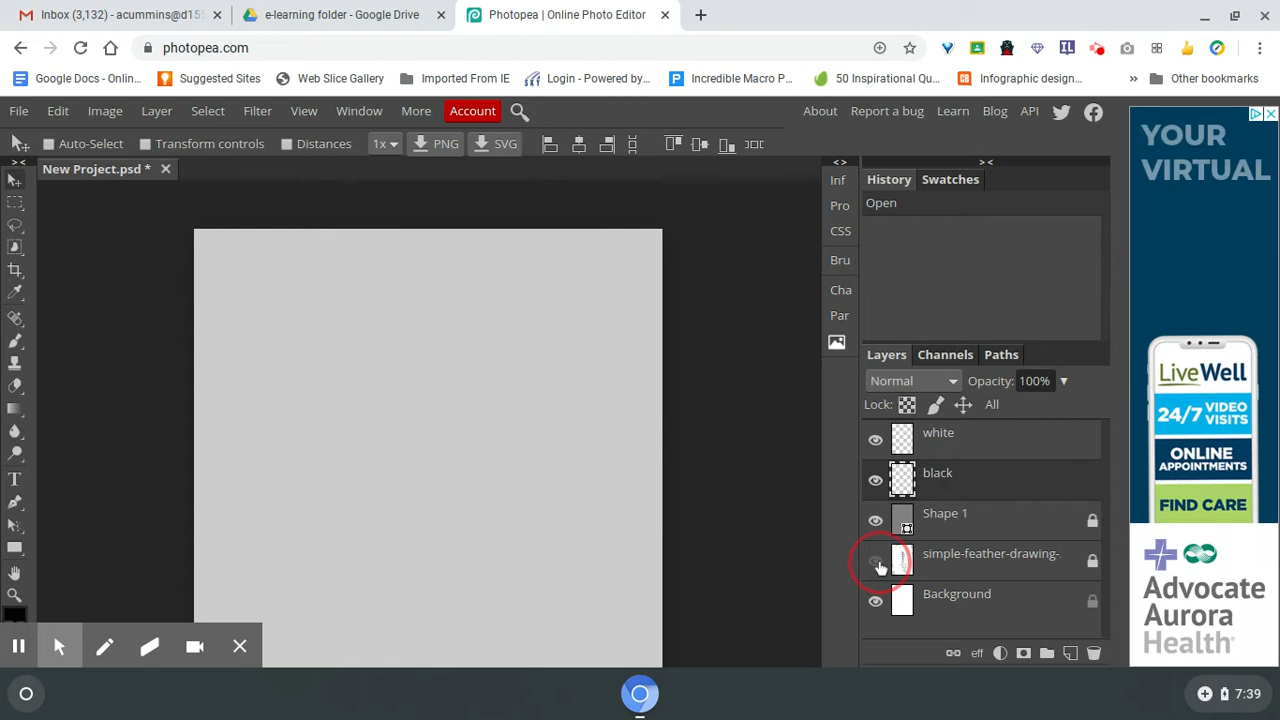 Inbox (3,132) - acummins@d155
e-learning folder - Google Drive
Photopea | Online Photo Editor
photopea.com
Google Docs - Onlin...
Suggested Sites
Web Slice Gallery
Imported From IE
Login - Powered by...
Incredible Macro P...
50 Inspirational Qu...
Infographic design...
»
Other bookmarks
File Edit Image Layer Select Filter View Window More Account
About Report a bug Learn Blog API
Auto-Select Transform controls Distances 1x PNG SVG
New Project.psd *
> < < > > <
Inf
Pro
CSS
Bru
Cha
Par
History Swatches
Open
Layers Channels Paths
Normal Opacity: 100%
Lock: All
white
black
Shape 1
simple-feather-drawing-
Background
eff
YOUR
VIRTUAL
LiveWell
24/7 VIDEO
VISITS
ONLINE
APPOINTMENTS
FIND CARE
Advocate
Aurora
Health®
7:39